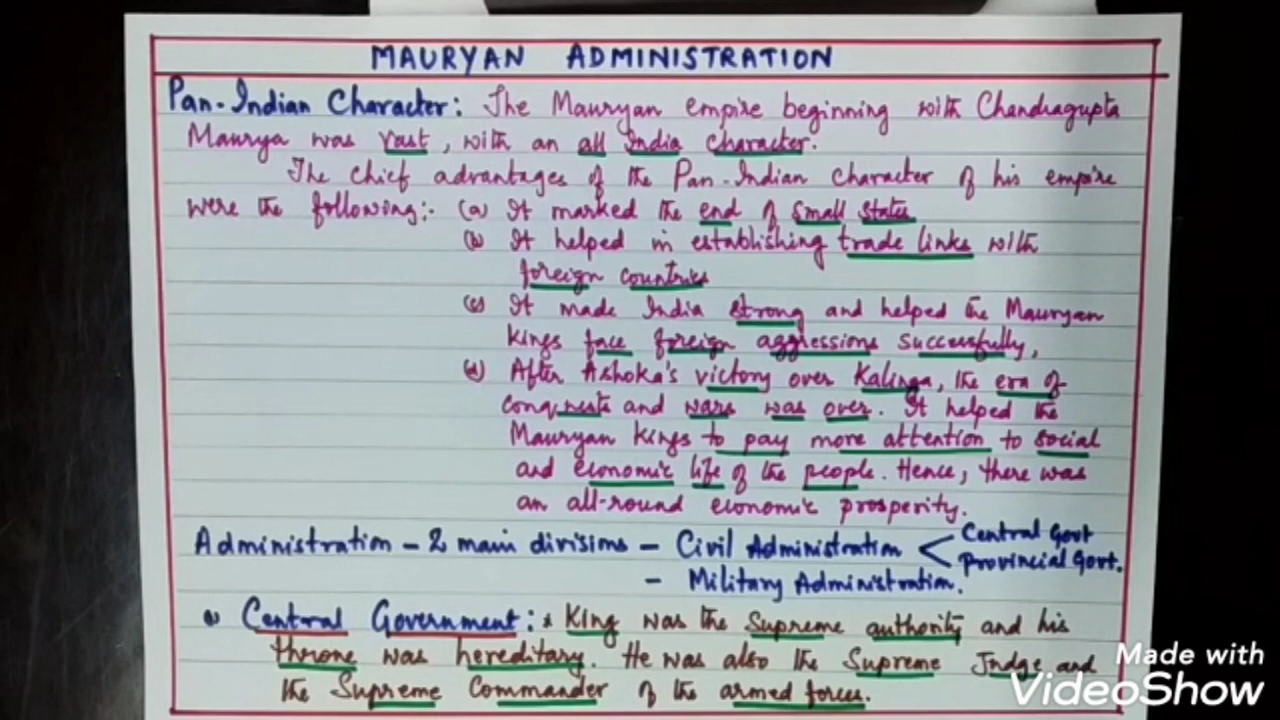 MAURYAN ADMINISTRATION
Pan-Indian Character: The Mauryan empire beginning with Chandragupta
Maurya was vast, with an all India character.
The chief advantages of the Pan-Indian character of his empire
were the following:- (a) It marked the end of small states
(b) It helped in establishing trade links with
foreign countries
(c) It made India strong and helped the Mauryan
kings face foreign aggressions successfully,
(d) After Ashoka's victory over Kalinga, the era of
conquests and wars was over. It helped the
Mauryan kings to pay more attention to social
and economic life of the people. Hence, there was
an all-round economic prosperity.
Administration - 2 main divisions - Civil Administration < Central Govt
Provincial Govt.
- Military Administration.
Central Government: * King was the Supreme authority and his
throne was hereditary. He was also the Supreme Judge and
the Supreme Commander of the armed forces.
Made with
VideoShow